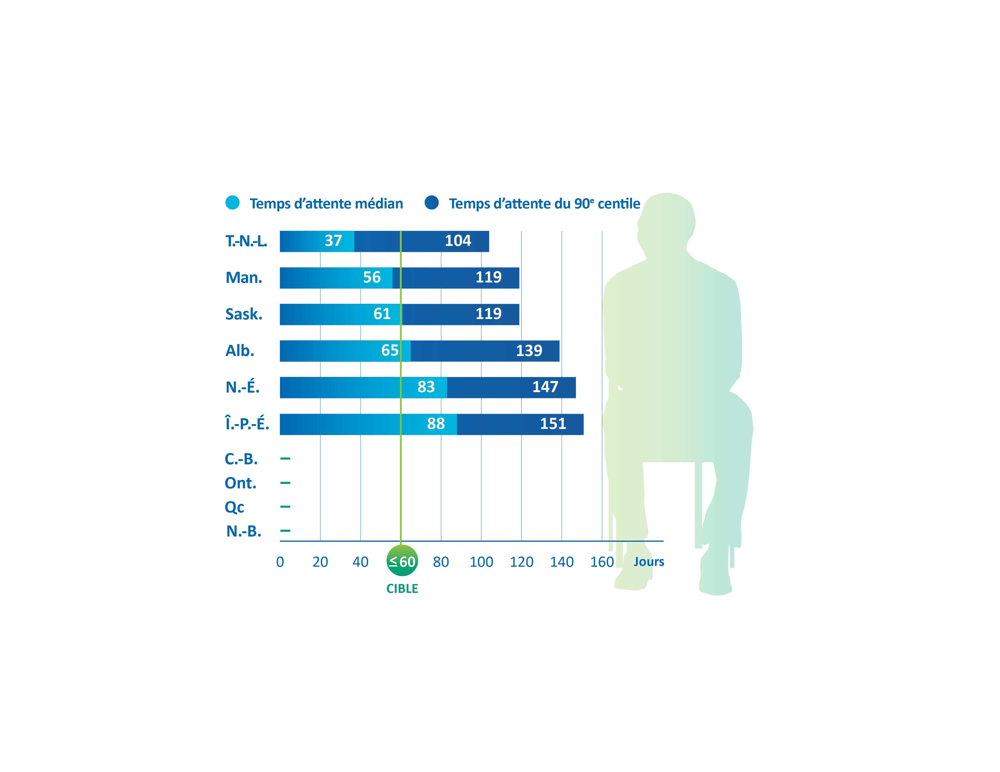 Temps d’attente médian Temps d’attente du 90e centile
T.-N.-L. 37 104
Man. 56 119
Sask. 61 119
Alb. 65 139
N.-É. 83 147
Î.-P.-É. 88 151
C.-B. –
Ont. –
Qc –
N.-B. –
0 20 40 ≤60 80 100 120 140 160 Jours
CIBLE